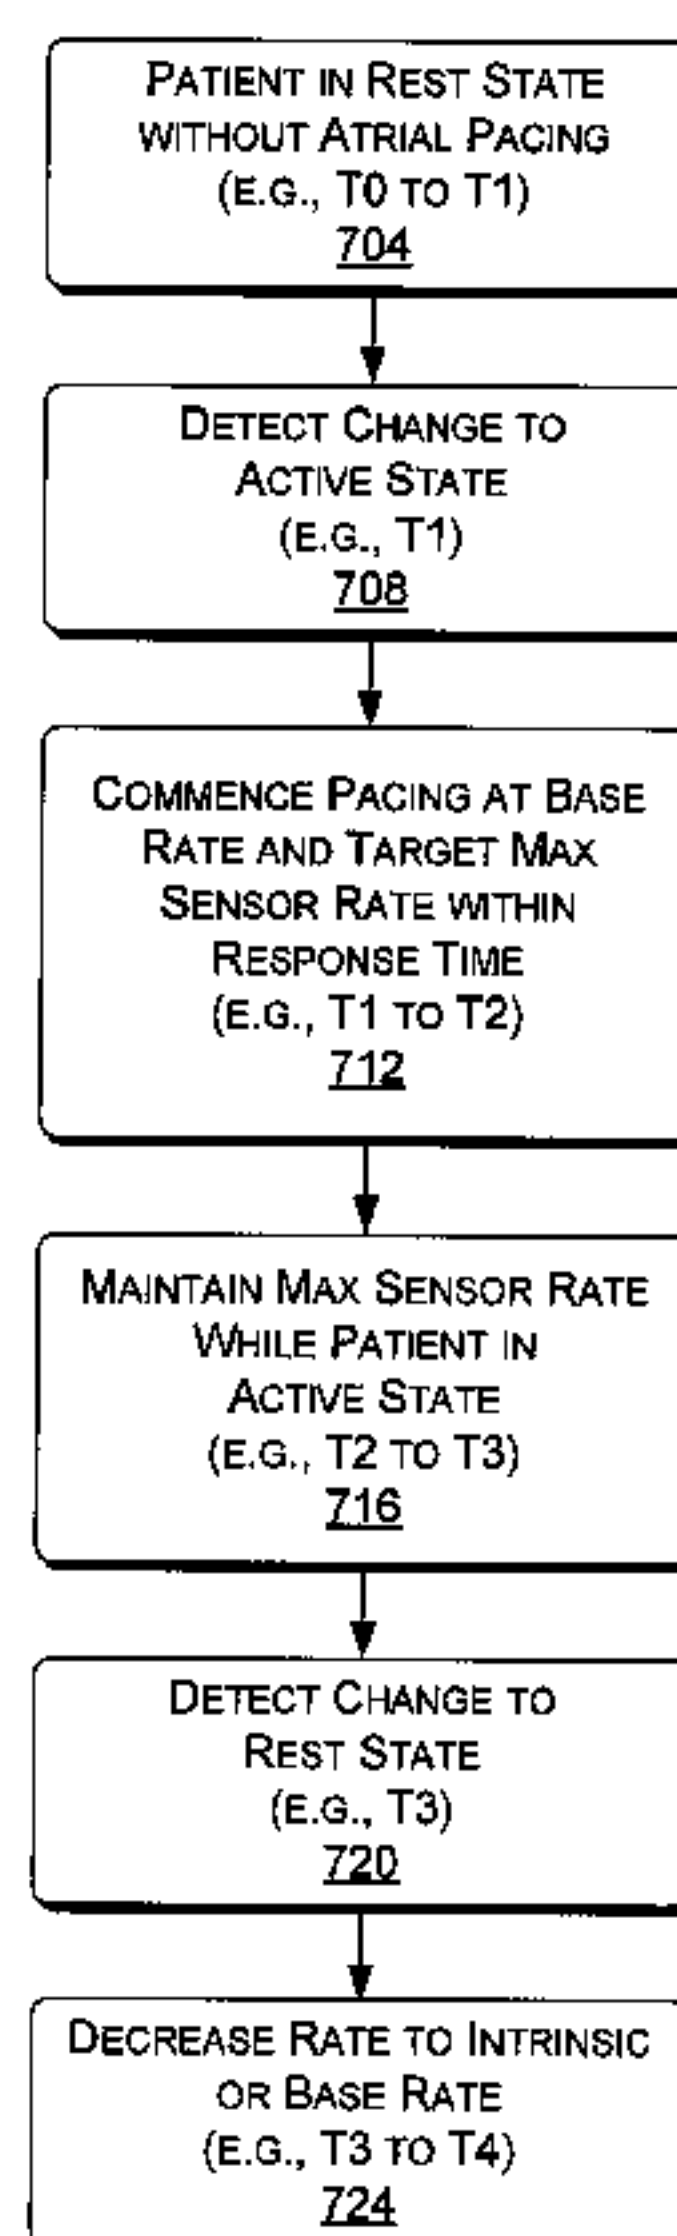 PATIENT IN REST STATE
WITHOUT ATRIAL PACING
(E.G., T0 TO T1)
704
DETECT CHANGE TO
ACTIVE STATE
(E.G., T1)
708
COMMENCE PACING AT BASE
RATE AND TARGET MAX
SENSOR RATE WITHIN
RESPONSE TIME
(E.G., T1 TO T2)
712
MAINTAIN MAX SENSOR RATE
WHILE PATIENT IN
ACTIVE STATE
(E.G., T2 TO T3)
716
DETECT CHANGE TO
REST STATE
(E.G., T3)
720
DECREASE RATE TO INTRINSIC
OR BASE RATE
(E.G., T3 TO T4)
724